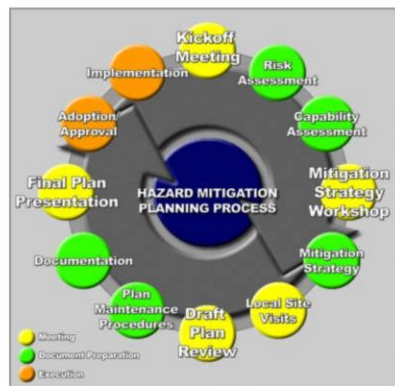 Kickoff
Meeting
Risk
Assessment
Capability
Assessment
Mitigation
Strategy
Workshop
Mitigation
Strategy
Local Site
Visits
Draft
Plan
Review
Plan
Maintenance
Procedures
Documentation
Final Plan
Presentation
Adoption/
Approval
Implementation
HAZARD MITIGATION
PLANNING PROCESS
Meeting
Document Preparation
Execution